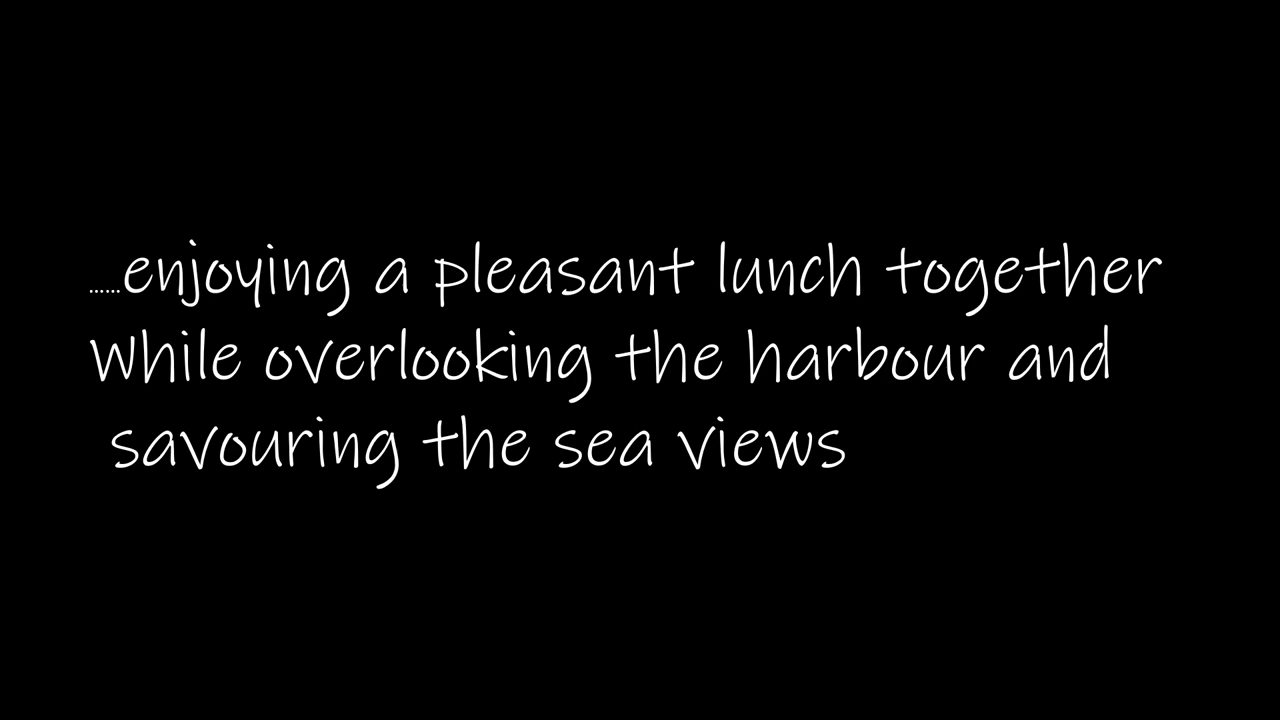 ......enjoying a pleasant lunch together
While overlooking the harbour and
savouring the sea views